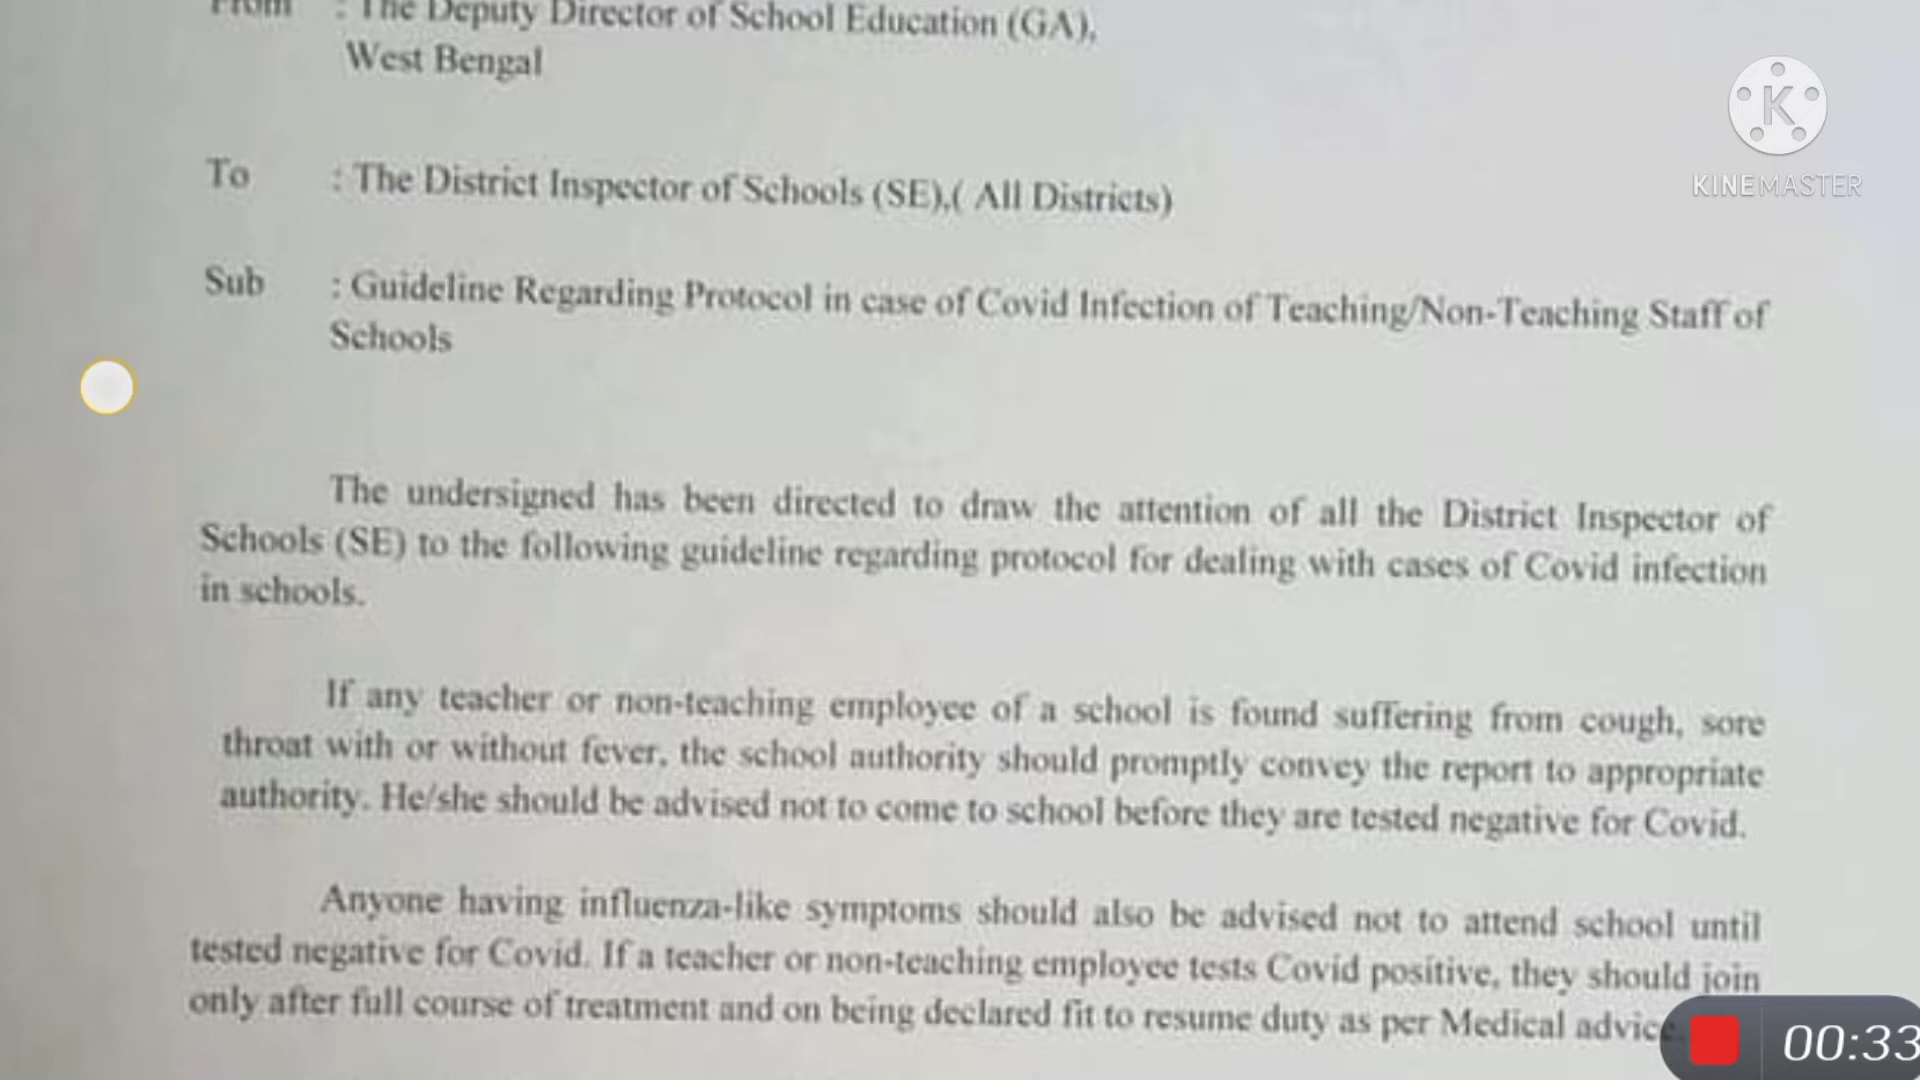 From : The Deputy Director of School Education (GA),
West Bengal
To : The District Inspector of Schools (SE),( All Districts)
Sub : Guideline Regarding Protocol in case of Covid Infection of Teaching/Non-Teaching Staff of
Schools
The undersigned has been directed to draw the attention of all the District Inspector of
Schools (SE) to the following guideline regarding protocol for dealing with cases of Covid infection
in schools.
If any teacher or non-teaching employee of a school is found suffering from cough, sore
throat with or without fever, the school authority should promptly convey the report to appropriate
authority. He/she should be advised not to come to school before they are tested negative for Covid.
Anyone having influenza-like symptoms should also be advised not to attend school until
tested negative for Covid. If a teacher or non-teaching employee tests Covid positive, they should join
only after full course of treatment and on being declared fit to resume duty as per Medical advice
K
KINEMASTER
00:33